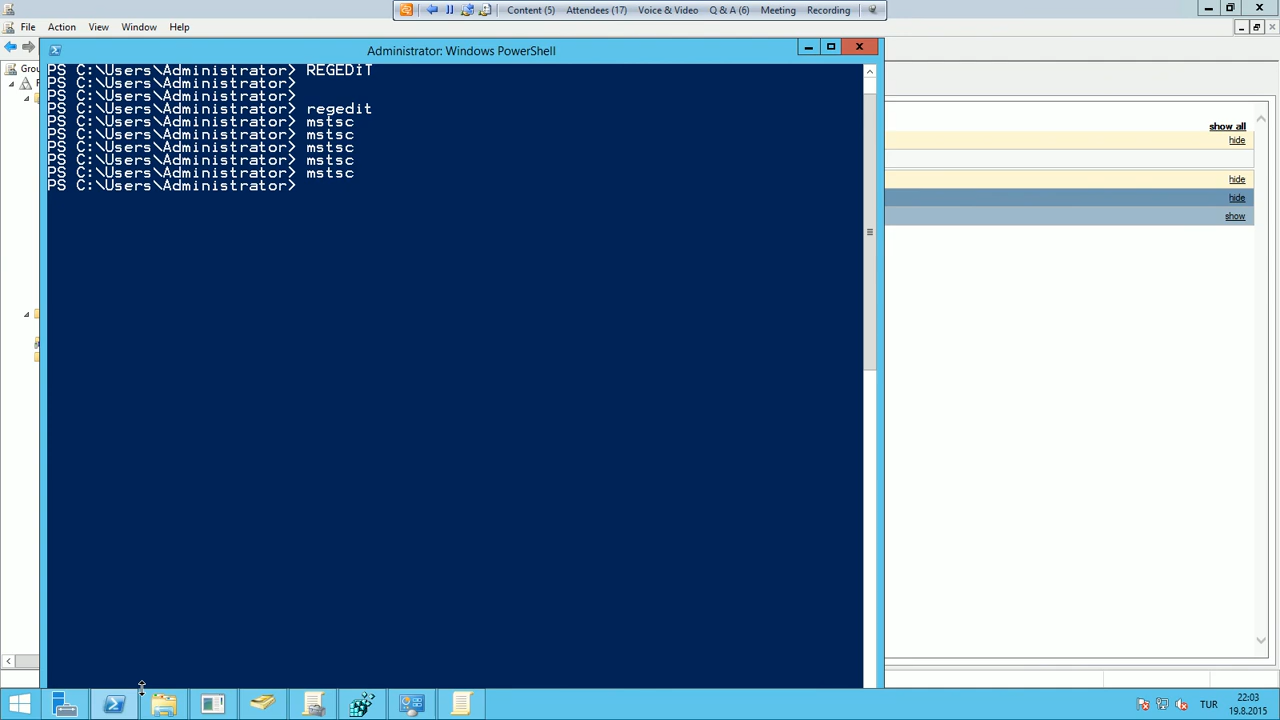 Content (5) Attendees (17) Voice & Video Q & A (6) Meeting Recording
File Action View Window Help
Administrator: Windows PowerShell
Grou
PS C:\Users\Administrator> REGEDIT
PS C:\Users\Administrator>
PS C:\Users\Administrator>
PS C:\Users\Administrator> regedit
PS C:\Users\Administrator> mstsc
PS C:\Users\Administrator> mstsc
PS C:\Users\Administrator> mstsc
PS C:\Users\Administrator> mstsc
PS C:\Users\Administrator> mstsc
PS C:\Users\Administrator>
show all
hide
hide
hide
show
TUR
22:03
19.8.2015